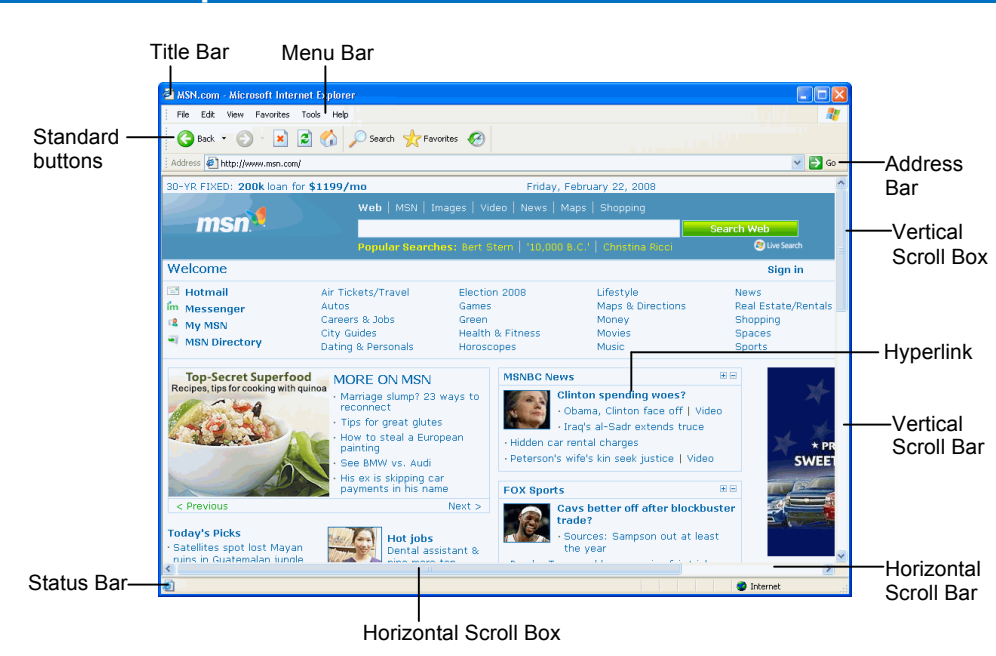 Title Bar
Menu Bar
MSN.com - Microsoft Internet Explorer
File Edit View Favorites Tools Help
Standard
buttons
Back
Search
Favorites
Address
http://www.msn.com/
Go
Address
Bar
30-YR FIXED: 200k loan for $1199/mo
Friday, February 22, 2008
msn
Web | MSN | Images | Video | News | Maps | Shopping
Search Web
Popular Searches: Bert Stern | '10,000 B.C.' | Christina Ricci
Live Search
Vertical
Scroll Box
Welcome
Sign in
Hotmail
Messenger
My MSN
MSN Directory
Air Tickets/Travel
Autos
Careers & Jobs
City Guides
Dating & Personals
Election 2008
Games
Green
Health & Fitness
Horoscopes
Lifestyle
Maps & Directions
Money
Movies
Music
News
Real Estate/Rentals
Shopping
Spaces
Sports
Hyperlink
Top-Secret Superfood
Recipes, tips for cooking with quinoa
MORE ON MSN
· Marriage slump? 23 ways to
reconnect
· Tips for great glutes
· How to steal a European
painting
· See BMW vs. Audi
· His ex is skipping car
payments in his name
< Previous
Next >
MSNBC News
Clinton spending woes?
· Obama, Clinton face off | Video
· Iraq's al-Sadr extends truce
· Hidden car rental charges
· Peterson's wife's kin seek justice | Video
★ PR
SWEET
Vertical
Scroll Bar
FOX Sports
Cavs better off after blockbuster
trade?
· Sources: Sampson out at least
the year
Today's Picks
· Satellites spot lost Mayan
ruins in Guatemalan jungle
Hot jobs
Dental assistant &
Status Bar
Internet
Horizontal
Scroll Bar
Horizontal Scroll Box